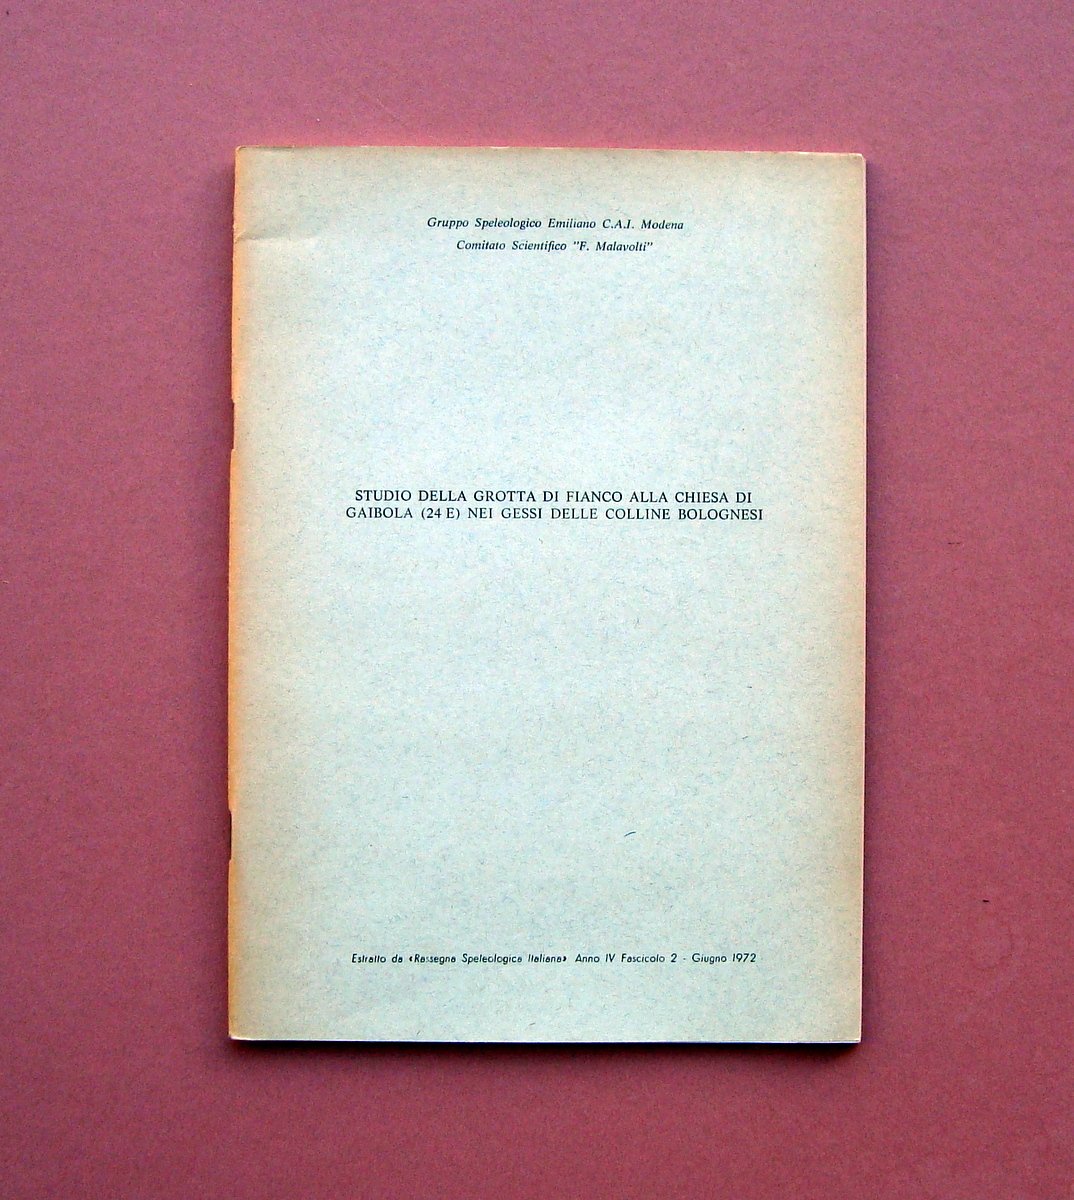 Gruppo Speleologico Emiliano C.A.I. Modena
Comitato Scientifico "F. Malavolti"
STUDIO DELLA GROTTA DI FIANCO ALLA CHIESA DI
GAIBOLA (24 E) NEI GESSI DELLE COLLINE BOLOGNESI
Estratto da «Rassegna Speleologica Italiana» Anno IV Fascicolo 2 - Giugno 1972